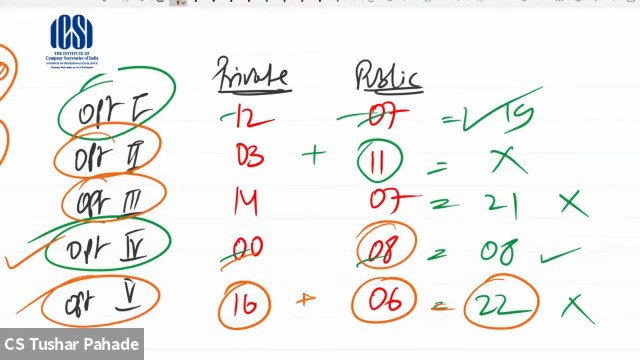 ICSI
THE INSTITUTE OF
Company Secretaries of India
Private Public
opt I 12 07 = ✓ 19
opt II 03 + 11 = X
opt III 14 07 = 21 X
opt IV 00 08 = 08 ✓
opt V 16 + 06 = 22 X
CS Tushar Pahade